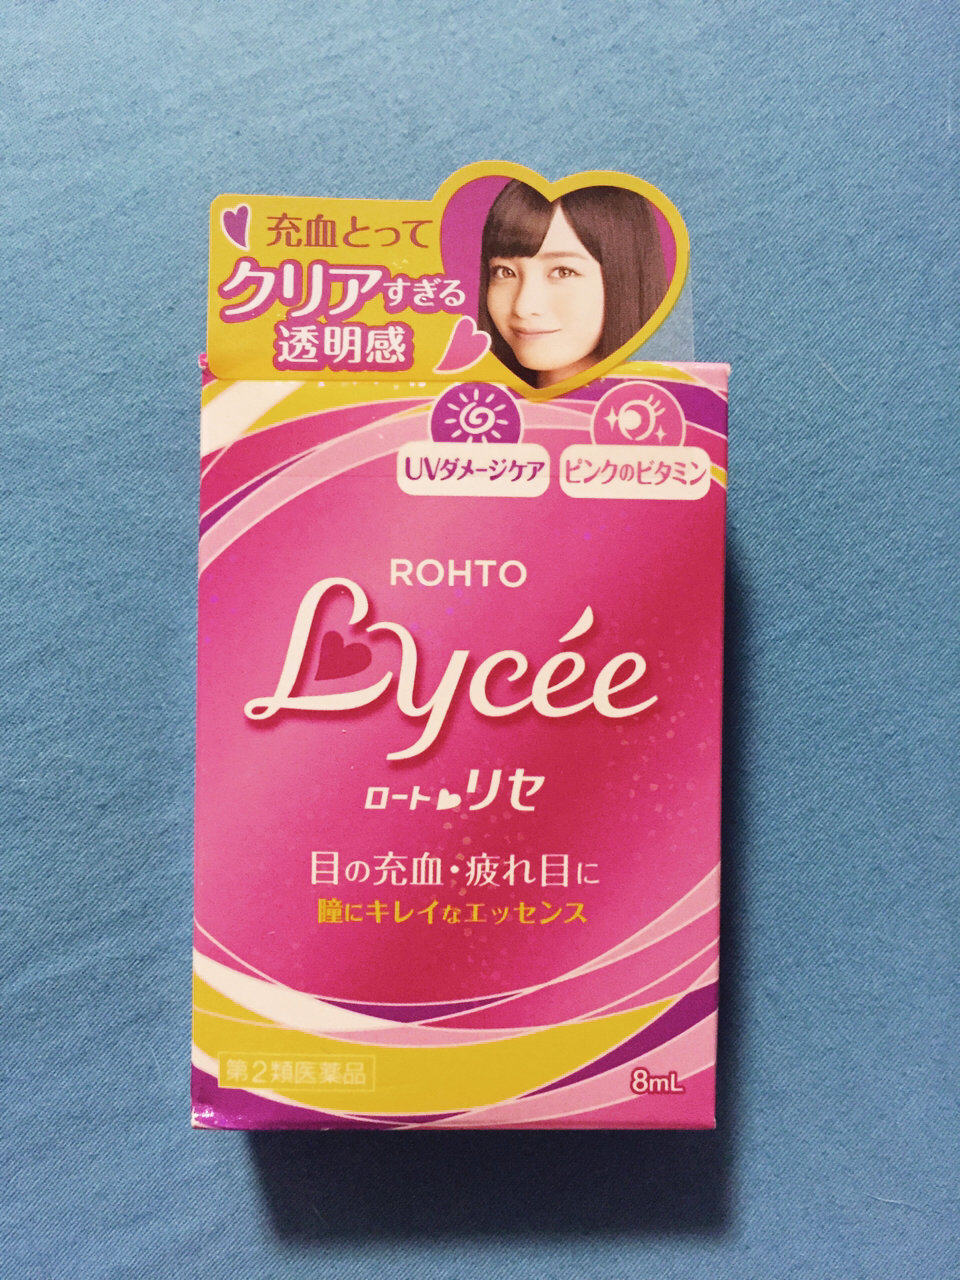 充血とって
クリアすぎる
透明感
UVダメージケア
ピンクのビタミン
ROHTO
Lycée
ロートリセ
目の充血・疲れ目に
瞳にキレイなエッセンス
第2類医薬品
8mL